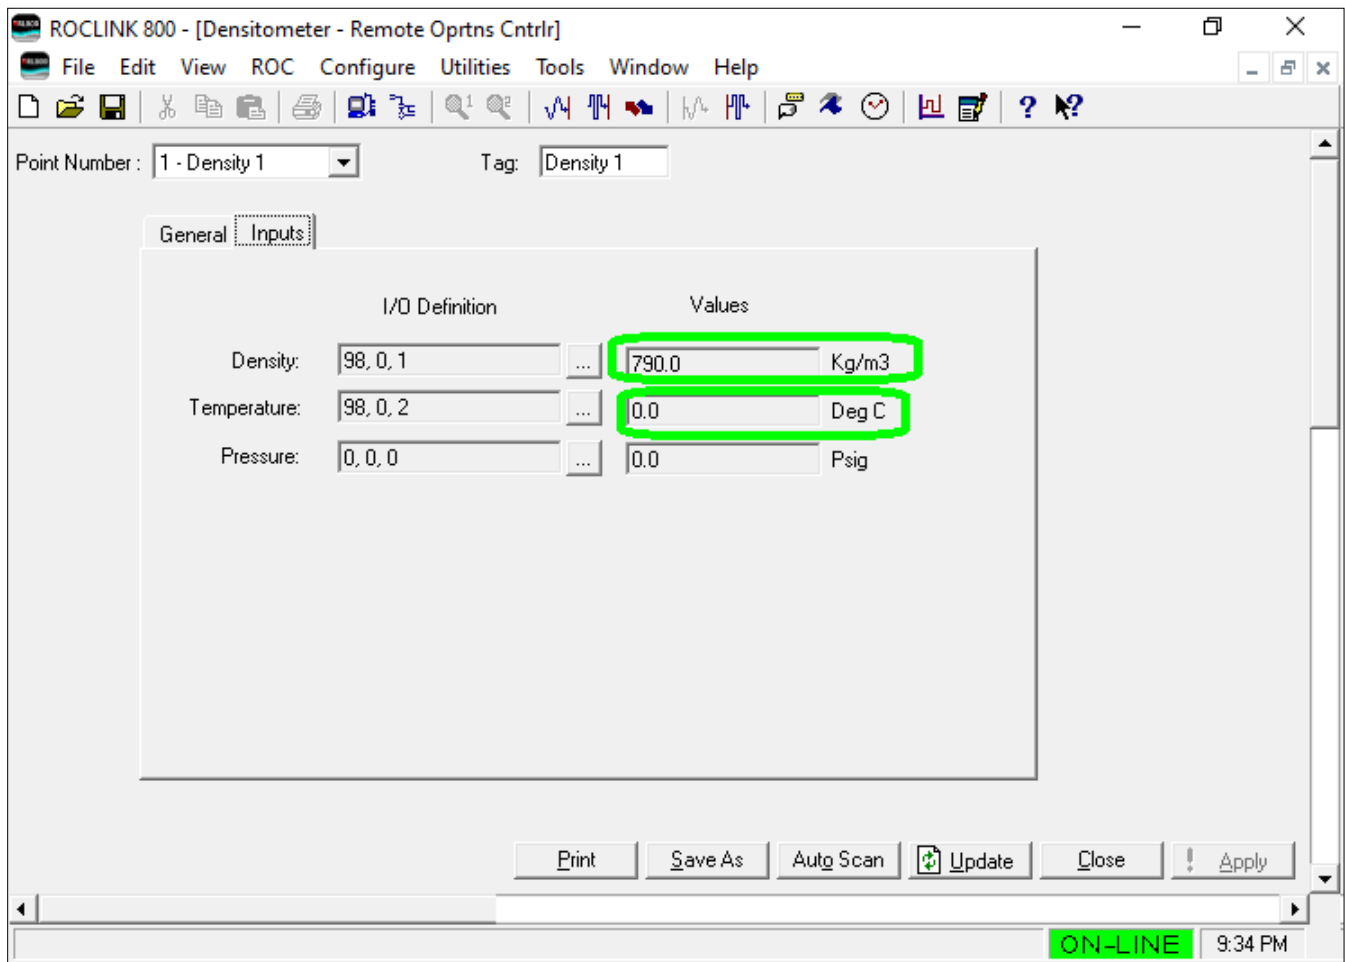 ROCLINK 800 - [Densitometer - Remote Oprtns Cntrlr]
File Edit View ROC Configure Utilities Tools Window Help
Point Number : 1 - Density 1 Tag: Density 1
General Inputs
I/O Definition Values
Density: 98, 0, 1 ... 790.0 Kg/m3
Temperature: 98, 0, 2 ... 0.0 Deg C
Pressure: 0, 0, 0 ... 0.0 Psig
Print Save As Auto Scan Update Close ! Apply
ON-LINE 9:34 PM